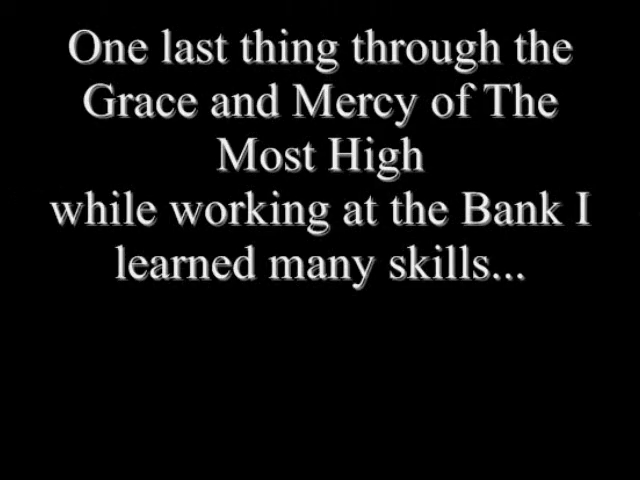 One last thing through the
Grace and Mercy of The
Most High
while working at the Bank I
learned many skills...